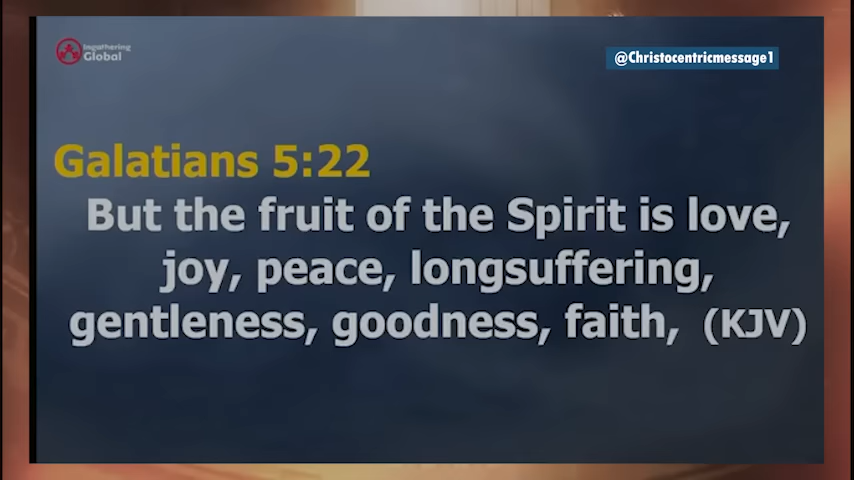 Ingathering
Global
@Christocentricmessage1
Galatians 5:22
But the fruit of the Spirit is love,
joy, peace, longsuffering,
gentleness, goodness, faith, (KJV)